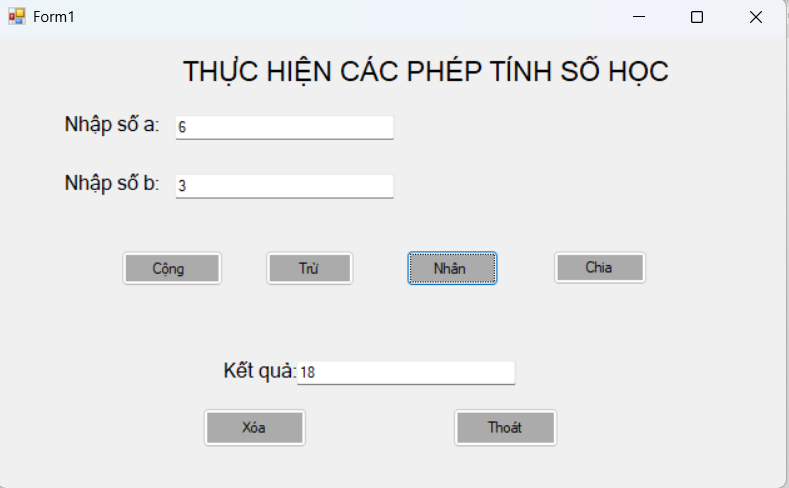 Form1
THỰC HIỆN CÁC PHÉP TÍNH SỐ HỌC
Nhập số a: 6
Nhập số b: 3
Cộng Trừ Nhân Chia
Kết quả: 18
Xóa Thoát